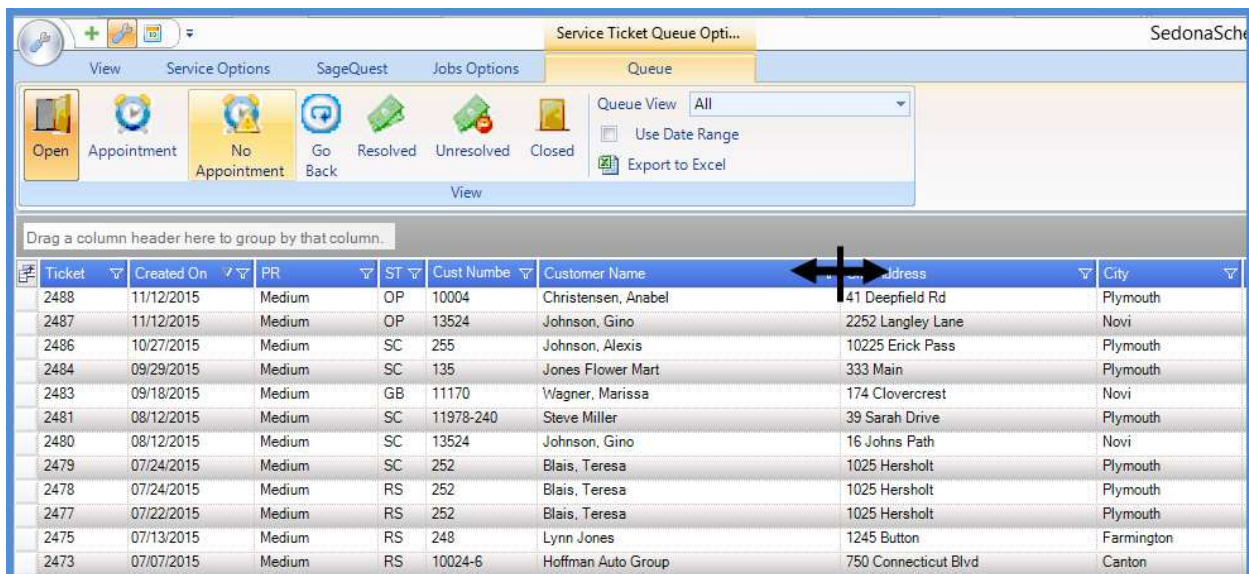 Service Ticket Queue Opti... SedonaSche
View Service Options SageQuest Jobs Options Queue
Open Appointment No Appointment Go Back Resolved Unresolved Closed
Queue View All
Use Date Range
Export to Excel
View
Drag a column header here to group by that column.
Ticket Created On PR ST Cust Numbe Customer Name City
2488 11/12/2015 Medium OP 10004 Christensen, Anabel 41 Deepfield Rd Plymouth
2487 11/12/2015 Medium OP 13524 Johnson, Gino 2252 Langley Lane Novi
2486 10/27/2015 Medium SC 255 Johnson, Alexis 10225 Erick Pass Plymouth
2484 09/29/2015 Medium SC 135 Jones Flower Mart 333 Main Plymouth
2483 09/18/2015 Medium GB 11170 Wagner, Marissa 174 Clovercrest Novi
2481 08/12/2015 Medium SC 11978-240 Steve Miller 39 Sarah Drive Plymouth
2480 08/12/2015 Medium SC 13524 Johnson, Gino 16 Johns Path Novi
2479 07/24/2015 Medium SC 252 Blais, Teresa 1025 Hersholt Plymouth
2478 07/24/2015 Medium RS 252 Blais, Teresa 1025 Hersholt Plymouth
2477 07/22/2015 Medium RS 252 Blais, Teresa 1025 Hersholt Plymouth
2475 07/13/2015 Medium RS 248 Lynn Jones 1245 Button Farmington
2473 07/07/2015 Medium RS 10024-6 Hoffman Auto Group 750 Connecticut Blvd Canton